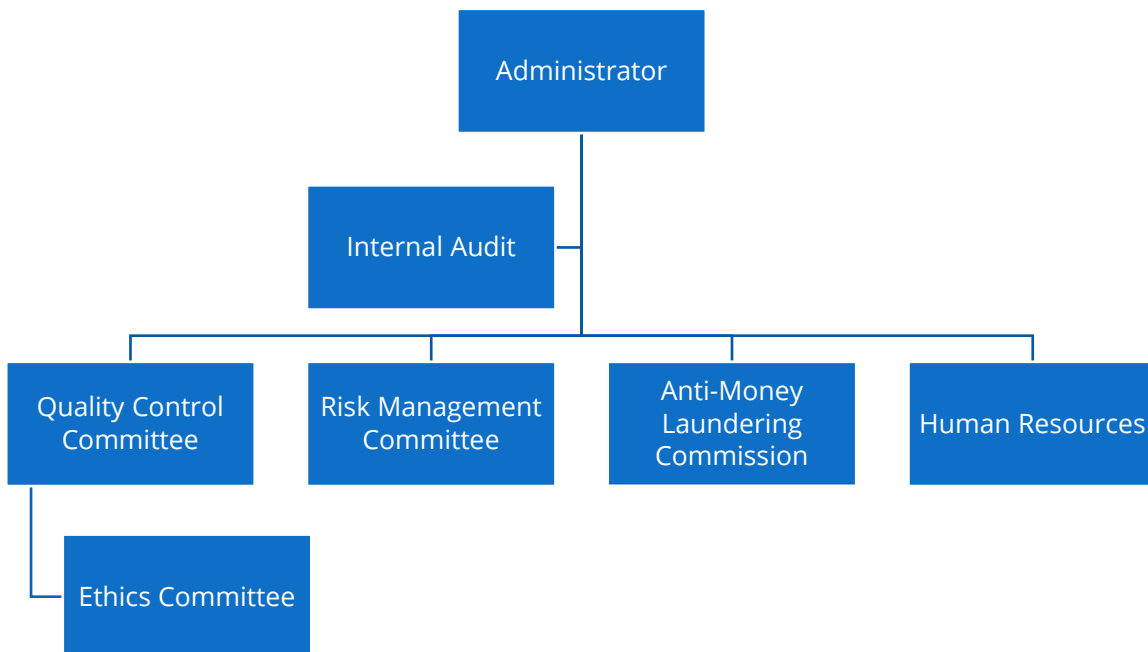 Administrator
Internal Audit
Quality Control
Committee
Risk Management
Committee
Anti-Money
Laundering
Commission
Human Resources
Ethics Committee